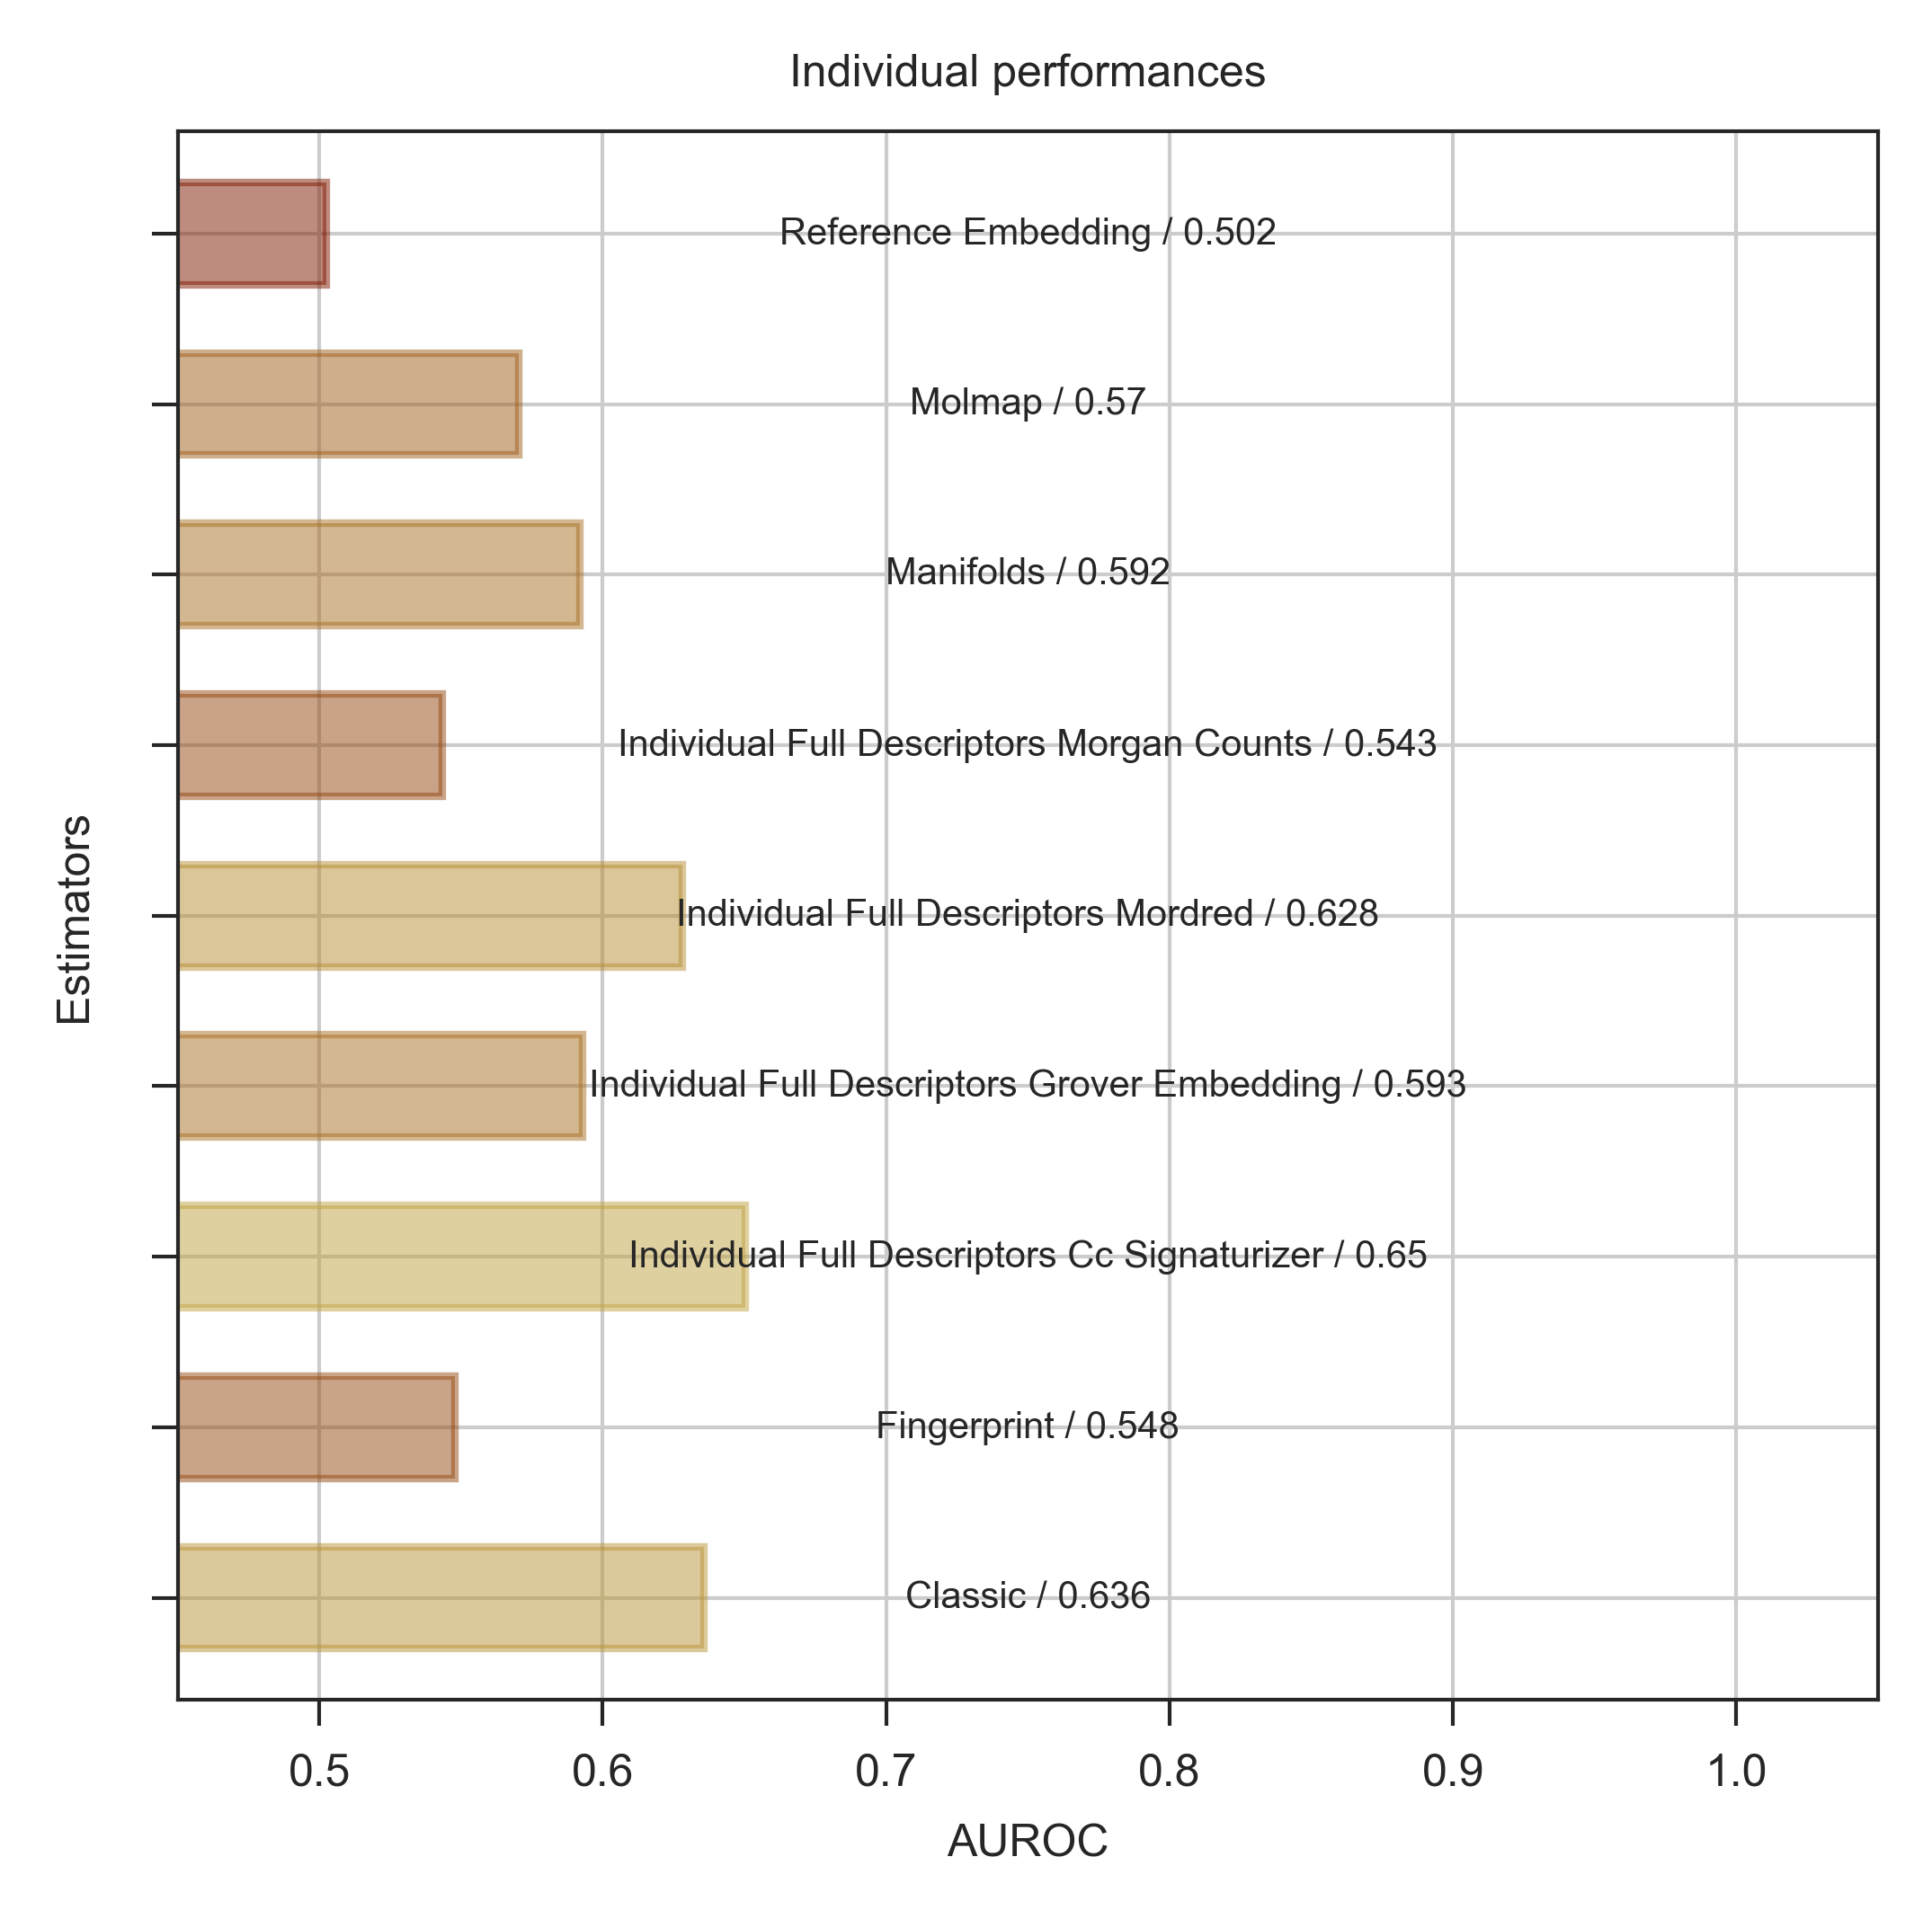 Individual performances
Reference Embedding / 0.502
Molmap / 0.57
Manifolds / 0.592
Individual Full Descriptors Morgan Counts / 0.543
Individual Full Descriptors Mordred / 0.628
Individual Full Descriptors Grover Embedding / 0.593
Individual Full Descriptors Cc Signaturizer / 0.65
Fingerprint / 0.548
Classic / 0.636
Estimators
0.5 0.6 0.7 0.8 0.9 1.0
AUROC